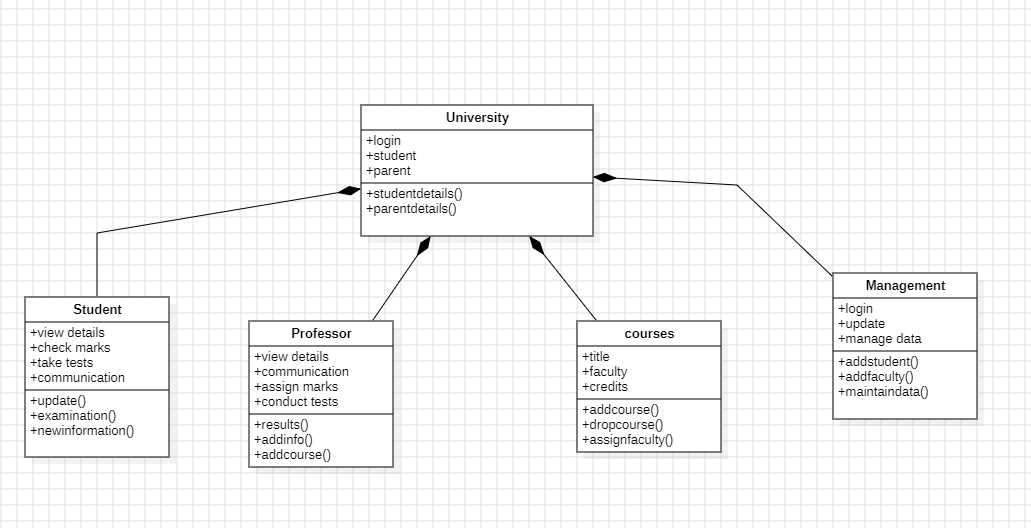 University
+login
+student
+parent
+studentdetails()
+parentdetails()
Student
+view details
+check marks
+take tests
+communication
+update()
+examination()
+newinformation()
Professor
+view details
+communication
+assign marks
+conduct tests
+results()
+addinfo()
+addcourse()
courses
+title
+faculty
+credits
+addcourse()
+dropcourse()
+assignfaculty()
Management
+login
+update
+manage data
+addstudent()
+addfaculty()
+maintaindata()